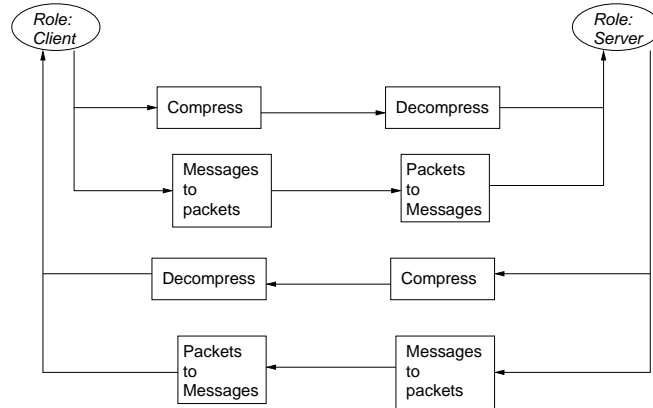 Role:
Client
Role:
Server
Compress
Decompress
Messages
to
packets
Packets
to
Messages
Decompress
Compress
Packets
to
Messages
Messages
to
packets